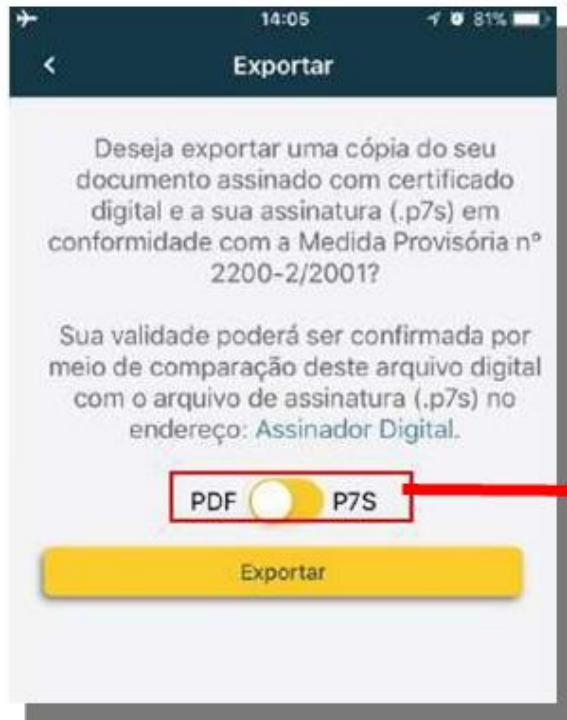 14:05 81%
Exportar
Deseja exportar uma cópia do seu
documento assinado com certificado
digital e a sua assinatura (.p7s) em
conformidade com a Medida Provisória nº
2200-2/2001?
Sua validade poderá ser confirmada por
meio de comparação deste arquivo digital
com o arquivo de assinatura (.p7s) no
endereço: Assinador Digital.
PDF P7S
Exportar